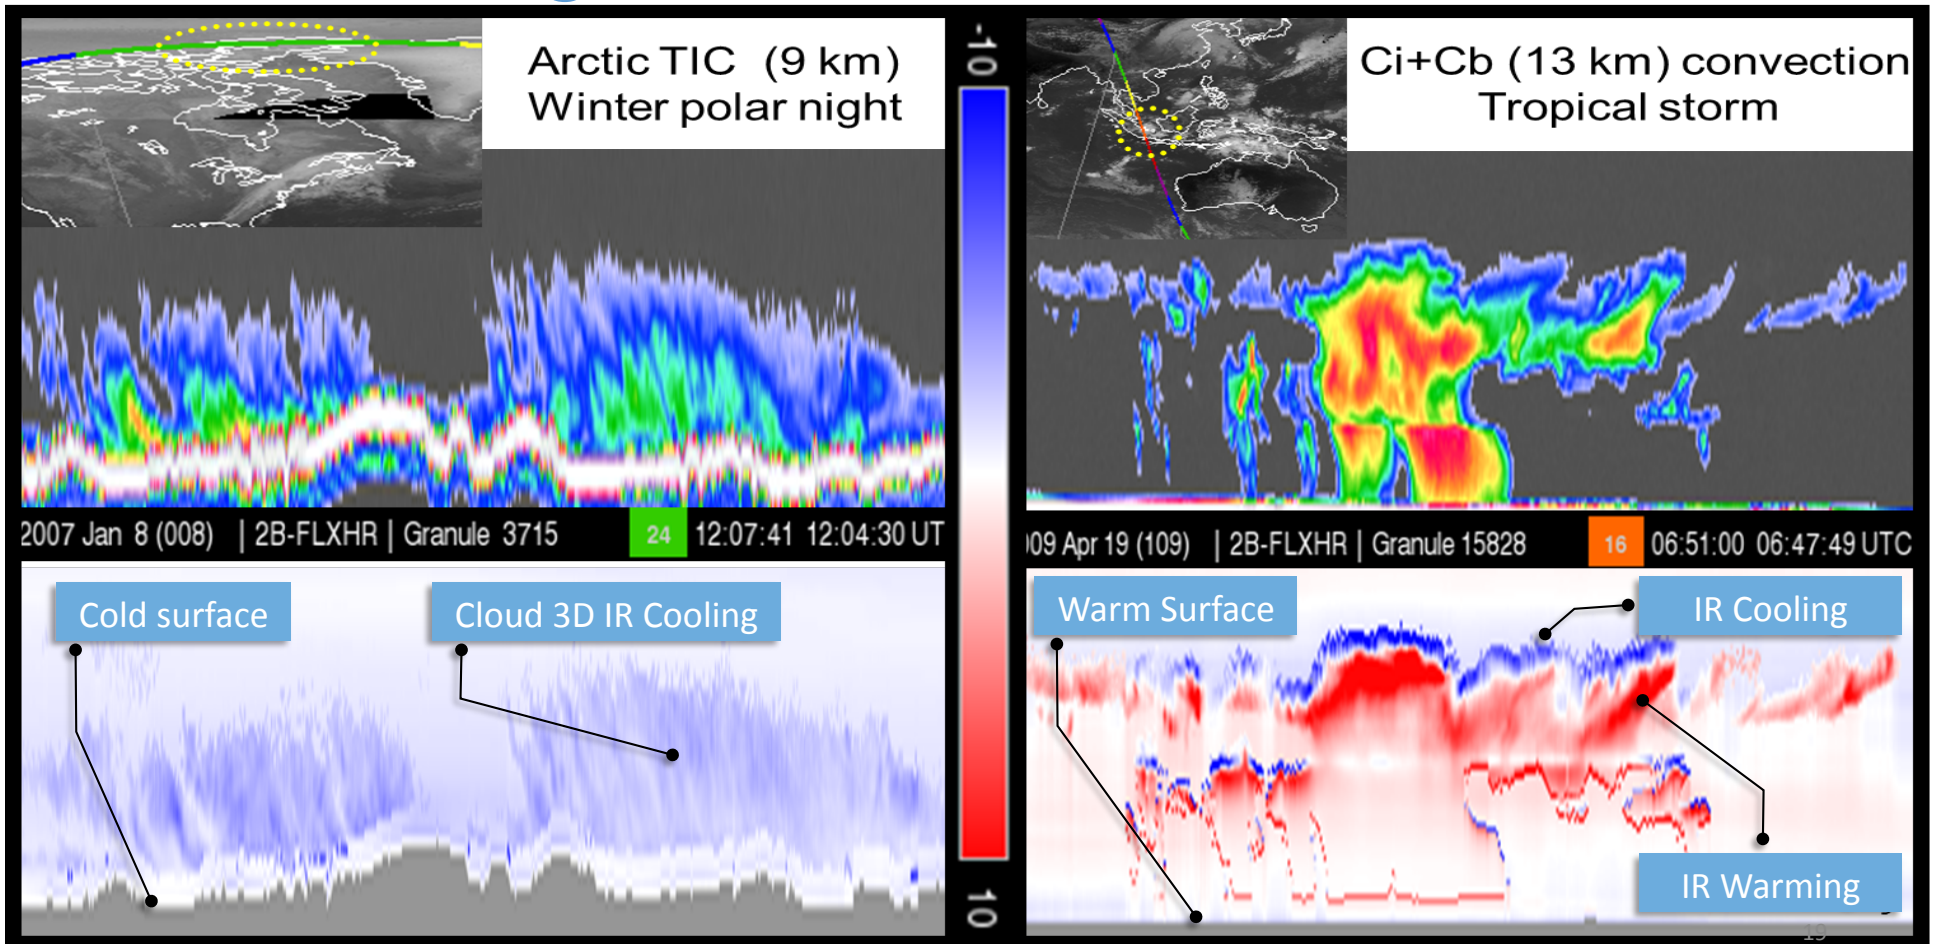 Arctic TIC (9 km)
Winter polar night
-10
Ci+Cb (13 km) convection
Tropical storm
2007 Jan 8 (008) | 2B-FLXHR | Granule 3715 24 12:07:41 12:04:30 UT
09 Apr 19 (109) | 2B-FLXHR | Granule 15828 16 06:51:00 06:47:49 UTC
Cold surface
Cloud 3D IR Cooling
Warm Surface
IR Cooling
IR Warming
10
19